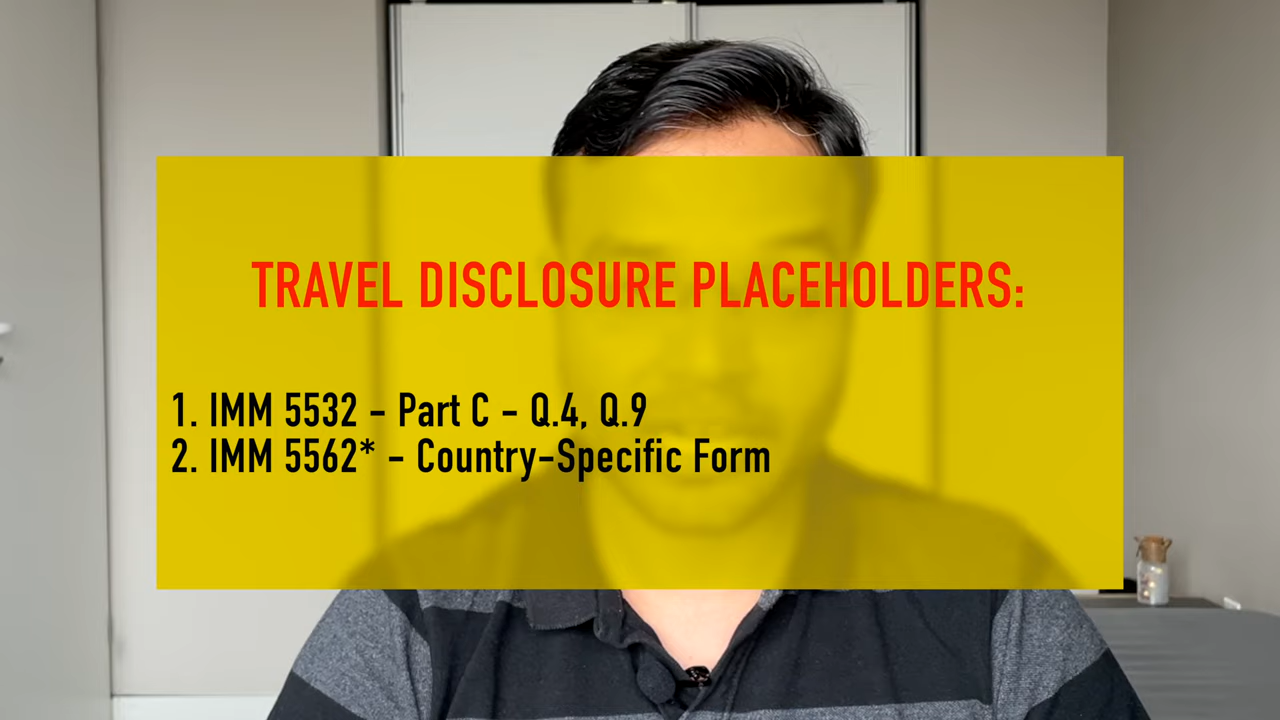 TRAVEL DISCLOSURE PLACEHOLDERS:
1. IMM 5532 - Part C - Q.4, Q.9
2. IMM 5562* - Country-Specific Form